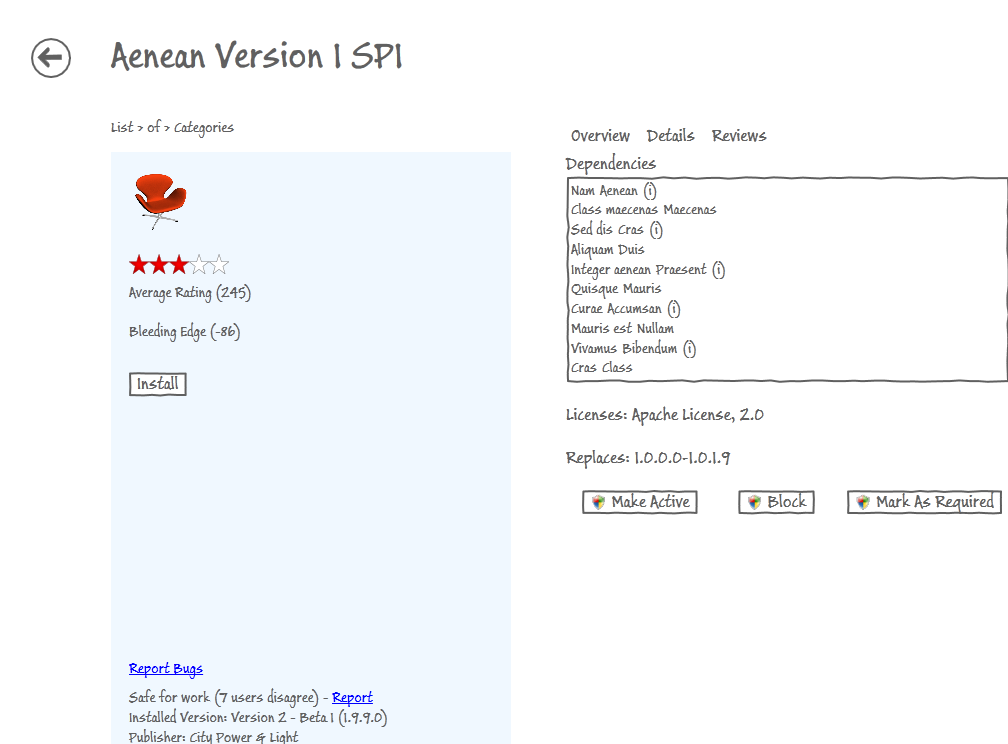 Aenean Version 1 SP1
List > of > Categories
Average Rating (245)
Bleeding Edge (-86)
Install
Report Bugs
Safe for work (7 users disagree) - Report
Installed Version: Version 2 - Beta 1 (1.9.9.0)
Publisher: City Power & Light
Overview Details Reviews
Dependencies
Nam Aenean (i)
Class maecenas Maecenas
Sed dis Cras (i)
Aliquam Duis
Integer aenean Praesent (i)
Quisque Mauris
Curae Accumsan (i)
Mauris est Nullam
Vivamus Bibendum (i)
Cras Class
Licenses: Apache License, 2.0
Replaces: 1.0.0.0-1.0.1.9
Make Active Block Mark As Required